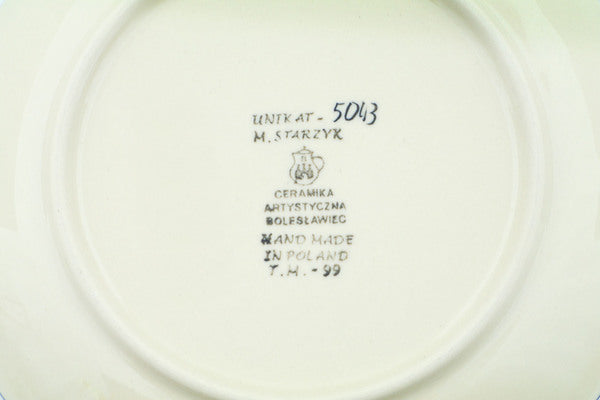 UNIKAT - 5043
M. STARZYK
CERAMIKA
ARTYSTYCZNA
BOLESŁAWIEC
HAND MADE
IN POLAND
T.M. - 99